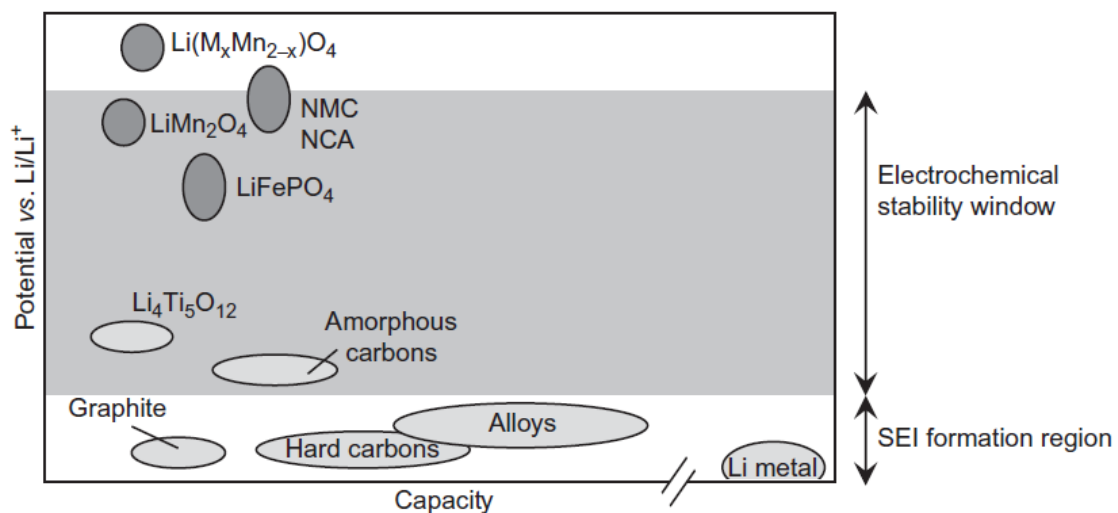 Li(MₓMn₂₋ₓ)O₄
NMC
NCA
LiMn₂O₄
LiFePO₄
Electrochemical
stability window
Potential vs. Li/Li⁺
Li₄Ti₅O₁₂
Amorphous
carbons
Graphite
Alloys
Hard carbons
SEI formation region
Li metal
Capacity